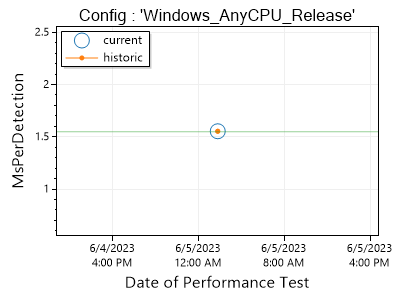 Config : 'Windows_AnyCPU_Release'
current
historic
MsPerDetection
2.5
2
1.5
1
6/4/2023
4:00 PM
6/5/2023
12:00 AM
6/5/2023
8:00 AM
6/5/2023
4:00 PM
Date of Performance Test